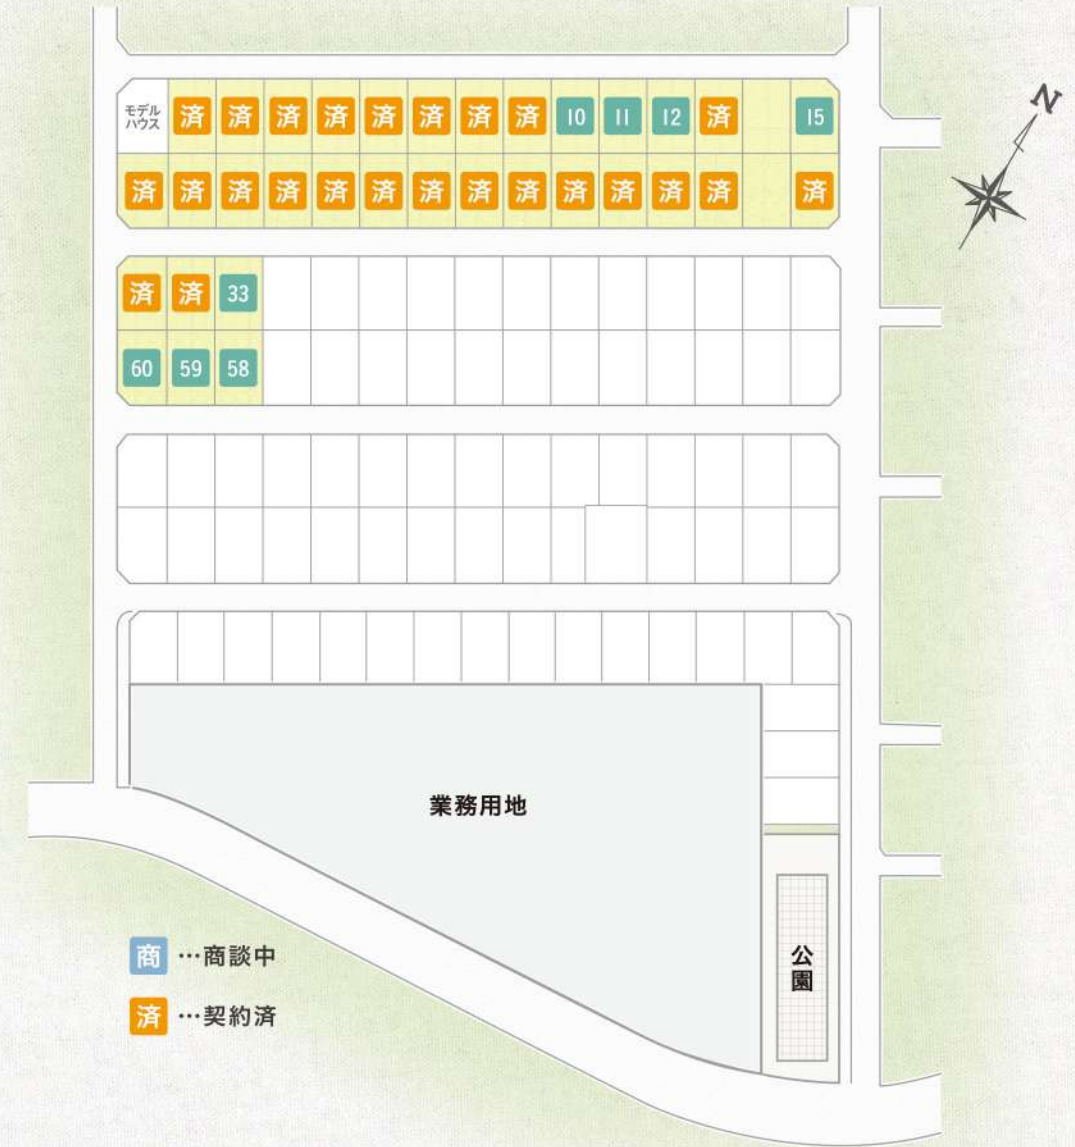 N
モデル
ハウス
済 済 済 済 済 済 済 済 10 11 12 済 15
済 済 済 済 済 済 済 済 済 済 済 済 済 済
済 済 33
60 59 58
業務用地
公園
商 …商談中
済 …契約済